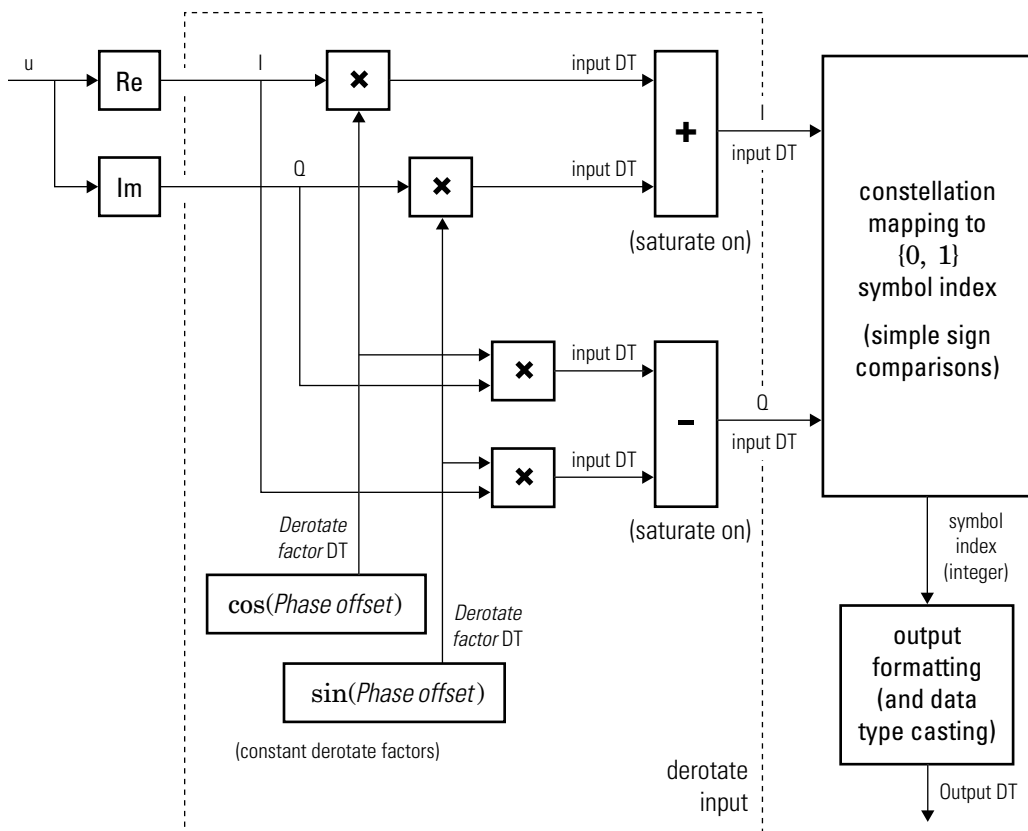 u
Re
I
×
input DT
+
I
input DT
Im
Q
×
input DT
(saturate on)
constellation
mapping to
{0, 1}
symbol index
(simple sign
comparisons)
×
input DT
-
Q
input DT
×
input DT
(saturate on)
Derotate
factor DT
cos(Phase offset)
Derotate
factor DT
sin(Phase offset)
(constant derotate factors)
derotate
input
symbol
index
(integer)
output
formatting
(and data
type casting)
Output DT